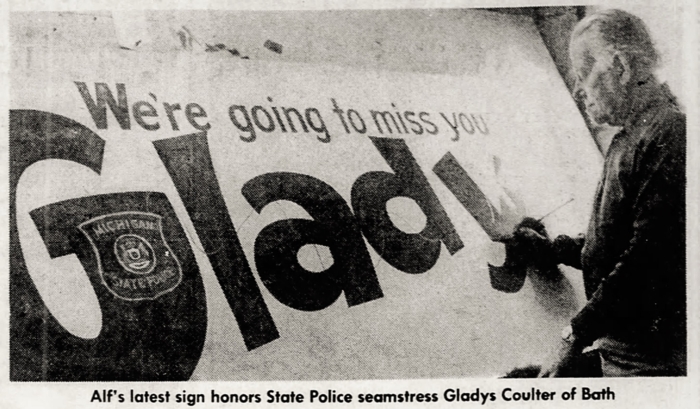 We're going to miss you
Glady
MICHIGAN
STATE POLICE
Alf's latest sign honors State Police seamstress Gladys Coulter of Bath